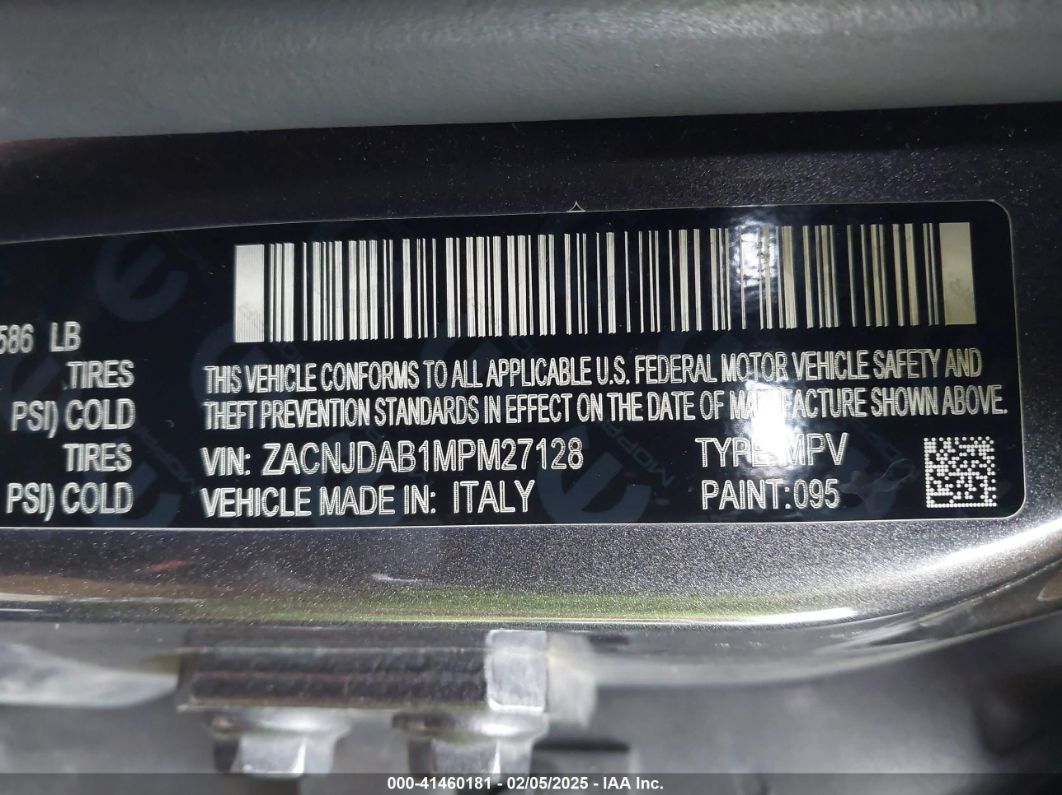 586 LB
TIRES
PSI) COLD
TIRES
PSI) COLD
THIS VEHICLE CONFORMS TO ALL APPLICABLE U.S. FEDERAL MOTOR VEHICLE SAFETY AND
THEFT PREVENTION STANDARDS IN EFFECT ON THE DATE OF MANUFACTURE SHOWN ABOVE.
VIN: ZACNJDAB1MPM27128 TYPE: MPV
VEHICLE MADE IN: ITALY PAINT: 095
000-41460181 - 02/05/2025 - IAA Inc.